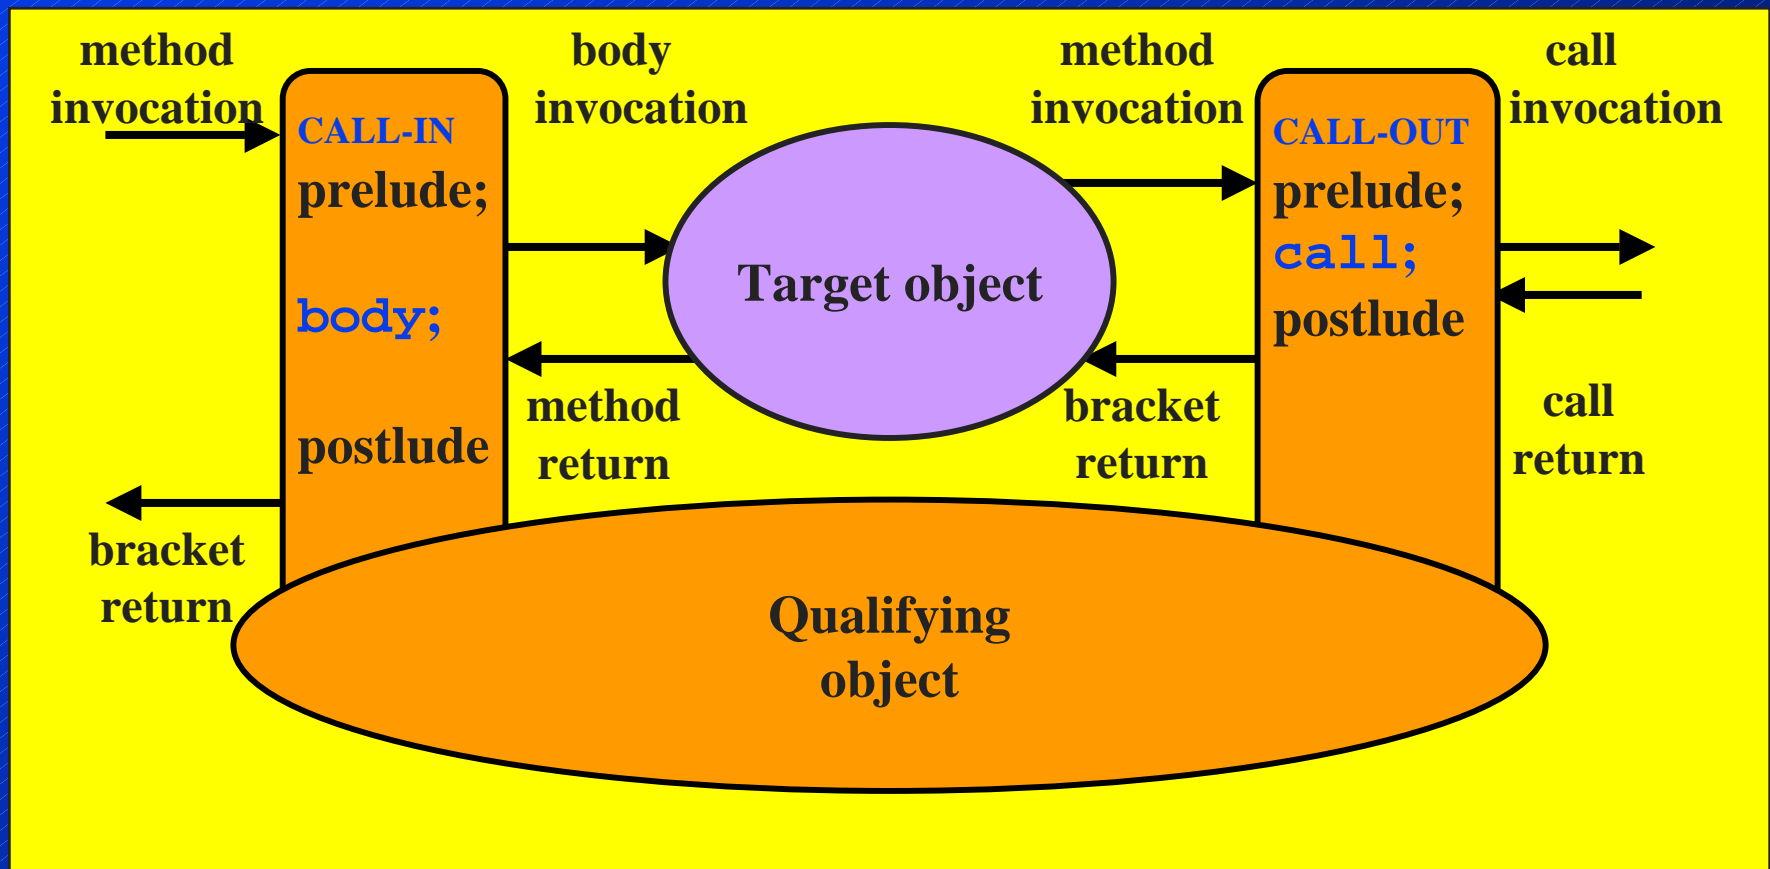 method
invocation
body
invocation
method
invocation
call
invocation
CALL-IN
prelude;
body;
postlude
Target object
CALL-OUT
prelude;
call;
postlude
method
return
bracket
return
call
return
bracket
return
Qualifying
object